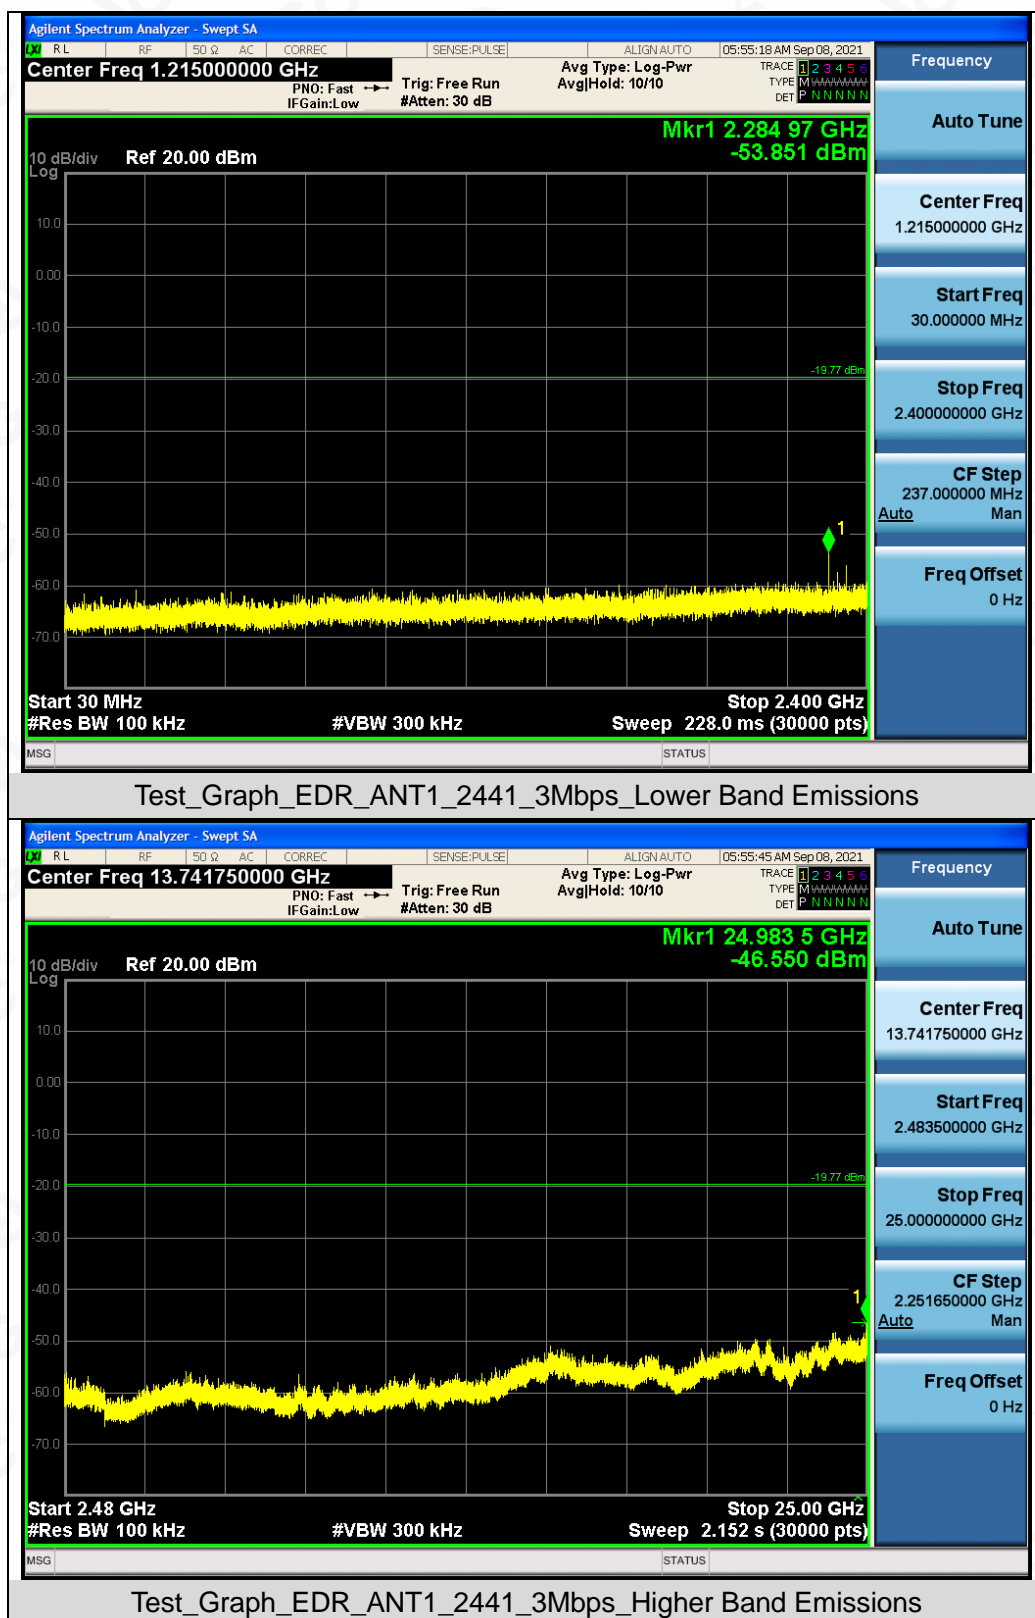 Agilent Spectrum Analyzer - Swept SA
LXI RL RF 50 Ω AC CORREC SENSE:PULSE ALIGN AUTO 05:55:18 AM Sep 08, 2021
Center Freq 1.215000000 GHz
PNO: Fast
IFGain:Low
Trig: Free Run
#Atten: 30 dB
Avg Type: Log-Pwr
Avg|Hold: 10/10
TRACE 1 2 3 4 5 6
TYPE M
DET P N N N N N
Frequency
Mkr1 2.284 97 GHz
-53.851 dBm
10 dB/div
Log
Ref 20.00 dBm
10.0
0.00
-10.0
-19.77 dBm
-20.0
-30.0
-40.0
-50.0
1
-60.0
-70.0
Start 30 MHz
Stop 2.400 GHz
#Res BW 100 kHz
#VBW 300 kHz
Sweep 228.0 ms (30000 pts)
MSG
STATUS
Auto Tune
Center Freq
1.215000000 GHz
Start Freq
30.000000 MHz
Stop Freq
2.400000000 GHz
CF Step
237.000000 MHz
Auto Man
Freq Offset
0 Hz
Test_Graph_EDR_ANT1_2441_3Mbps_Lower Band Emissions
Agilent Spectrum Analyzer - Swept SA
LXI RL RF 50 Ω AC CORREC SENSE:PULSE ALIGN AUTO 05:55:45 AM Sep 08, 2021
Center Freq 13.741750000 GHz
PNO: Fast
IFGain:Low
Trig: Free Run
#Atten: 30 dB
Avg Type: Log-Pwr
Avg|Hold: 10/10
TRACE 1 2 3 4 5 6
TYPE M
DET P N N N N N
Frequency
Mkr1 24.983 5 GHz
-46.550 dBm
10 dB/div
Log
Ref 20.00 dBm
10.0
0.00
-10.0
-19.77 dBm
-20.0
-30.0
-40.0
1
-50.0
-60.0
-70.0
Start 2.48 GHz
Stop 25.00 GHz
#Res BW 100 kHz
#VBW 300 kHz
Sweep 2.152 s (30000 pts)
MSG
STATUS
Auto Tune
Center Freq
13.741750000 GHz
Start Freq
2.483500000 GHz
Stop Freq
25.000000000 GHz
CF Step
2.251650000 GHz
Auto Man
Freq Offset
0 Hz
Test_Graph_EDR_ANT1_2441_3Mbps_Higher Band Emissions